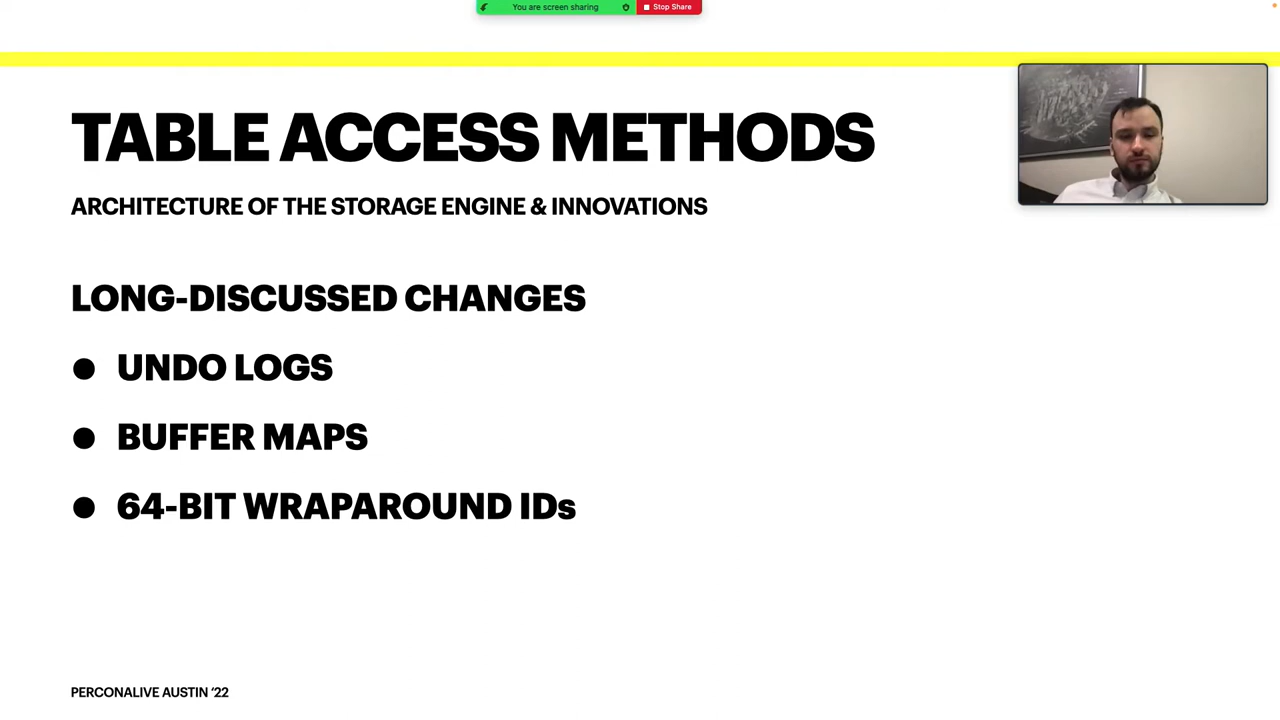 You are screen sharing
Stop Share
TABLE ACCESS METHODS
ARCHITECTURE OF THE STORAGE ENGINE & INNOVATIONS
LONG-DISCUSSED CHANGES
● UNDO LOGS
● BUFFER MAPS
● 64-BIT WRAPAROUND IDs
PERCONALIVE AUSTIN ‘22